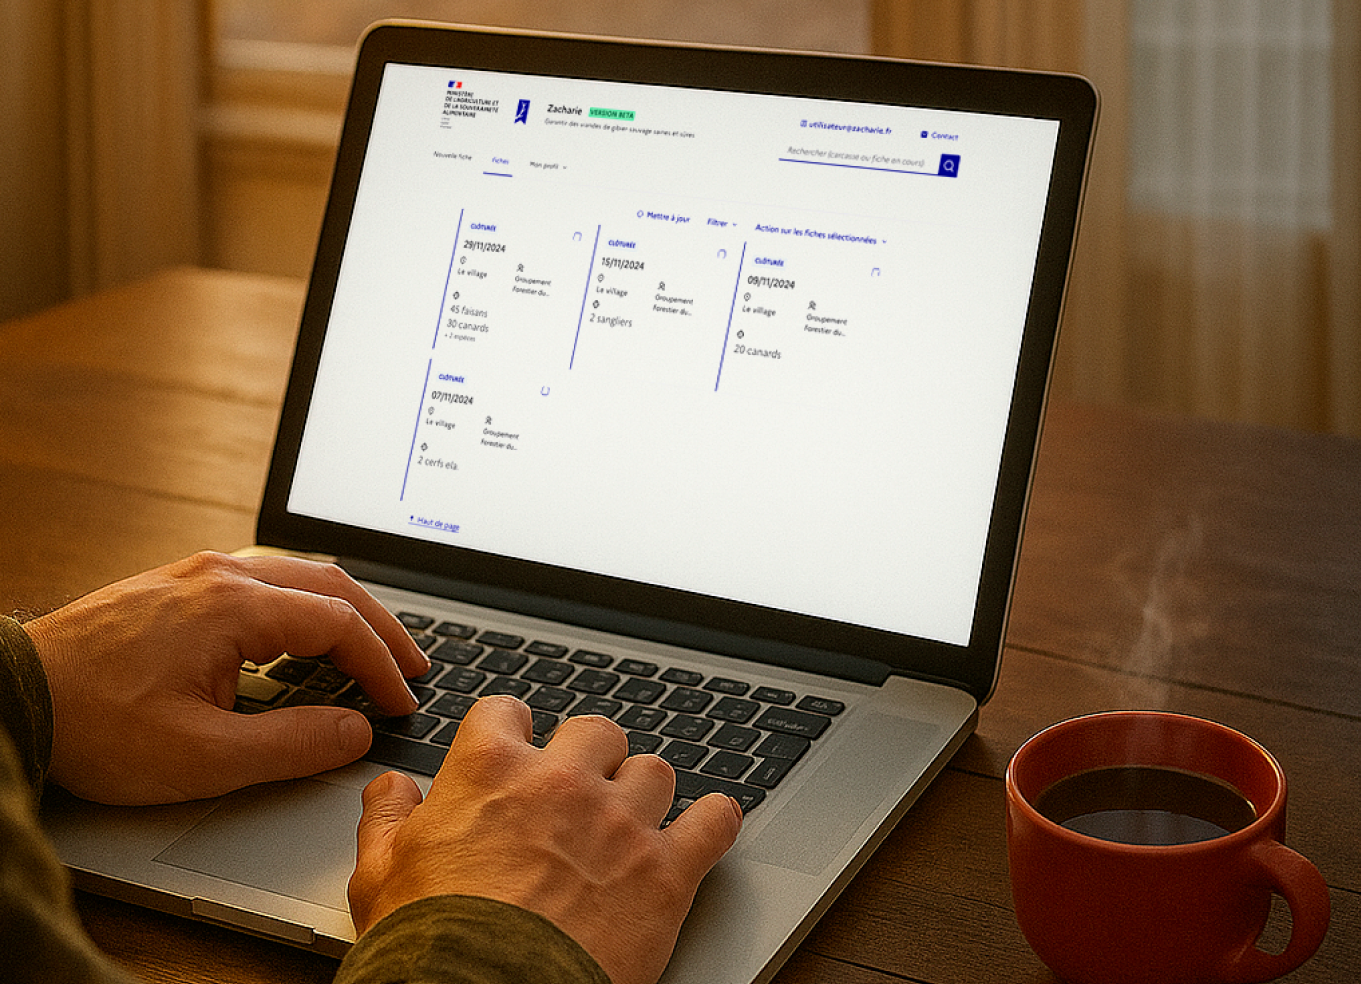 MINISTÈRE
DE L'AGRICULTURE ET
DE LA SOUVERAINETÉ
ALIMENTAIRE
Zacharie VERSION BETA
Garantir des viandes de gibier sauvage saines et sûres
utilisateur@zacharie.fr Contact
Rechercher (carcasse ou fiche en cours)
Nouvelle fiche Fiches Mon profil
Mettre à jour Filtrer Action sur les fiches sélectionnées
CLÔTURÉE
29/11/2024
Le village
Groupement
Forestier du...
45 faisans
30 canards
+ 2 espèces
CLÔTURÉE
15/11/2024
Le village
Groupement
Forestier du...
2 sangliers
CLÔTURÉE
09/11/2024
Le village
Groupement
Forestier du...
20 canards
CLÔTURÉE
07/11/2024
Le village
Groupement
Forestier du...
2 cerfs ela.
Haut de page